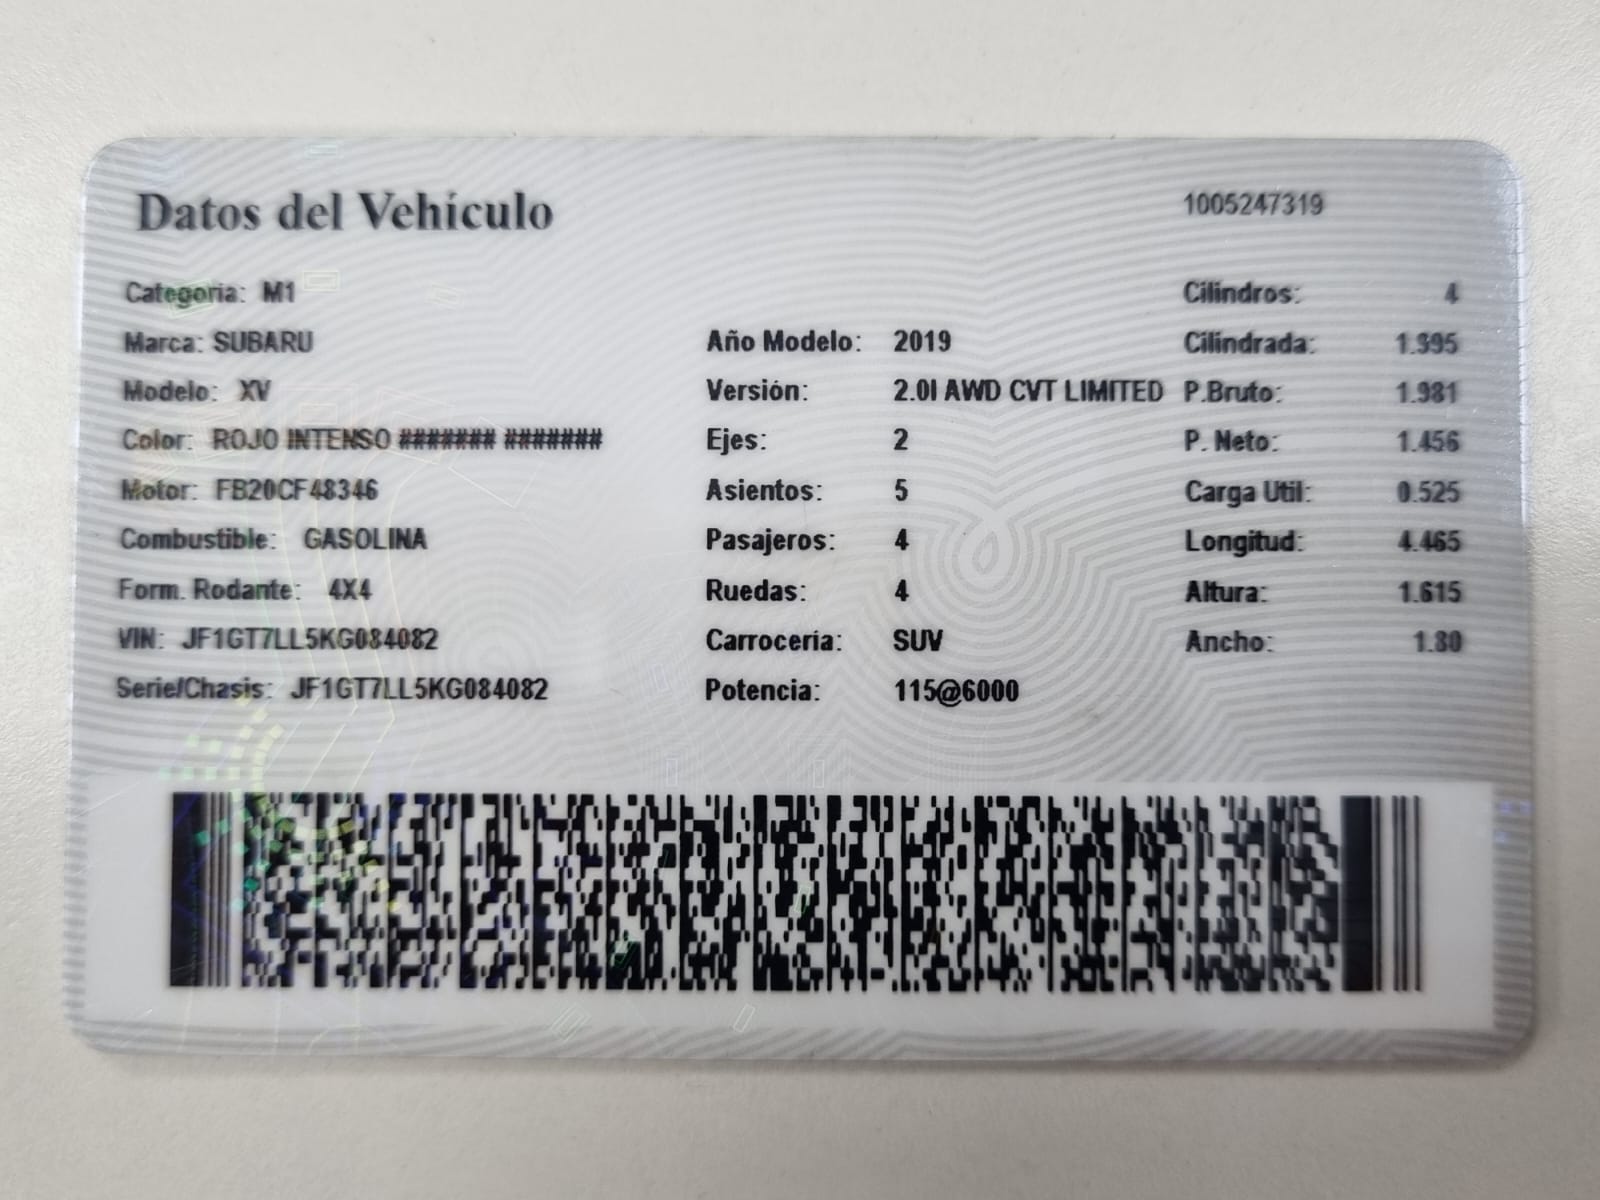 Datos del Vehículo 1005247319
Categoria: M1 Cilindros: 4
Marca: SUBARU Año Modelo: 2019 Cilindrada: 1.995
Modelo: XV Versión: 2.0I AWD CVT LIMITED P.Bruto: 1.981
Color: ROJO INTENSO ####### ####### Ejes: 2 P. Neto: 1.456
Motor: FB20CF48346 Asientos: 5 Carga Util: 0.525
Combustible: GASOLINA Pasajeros: 4 Longitud: 4.465
Form. Rodante: 4X4 Ruedas: 4 Altura: 1.615
VIN: JF1GT7LL5KG084082 Carrocería: SUV Ancho: 1.80
Serie/Chasis: JF1GT7LL5KG084082 Potencia: 115@6000